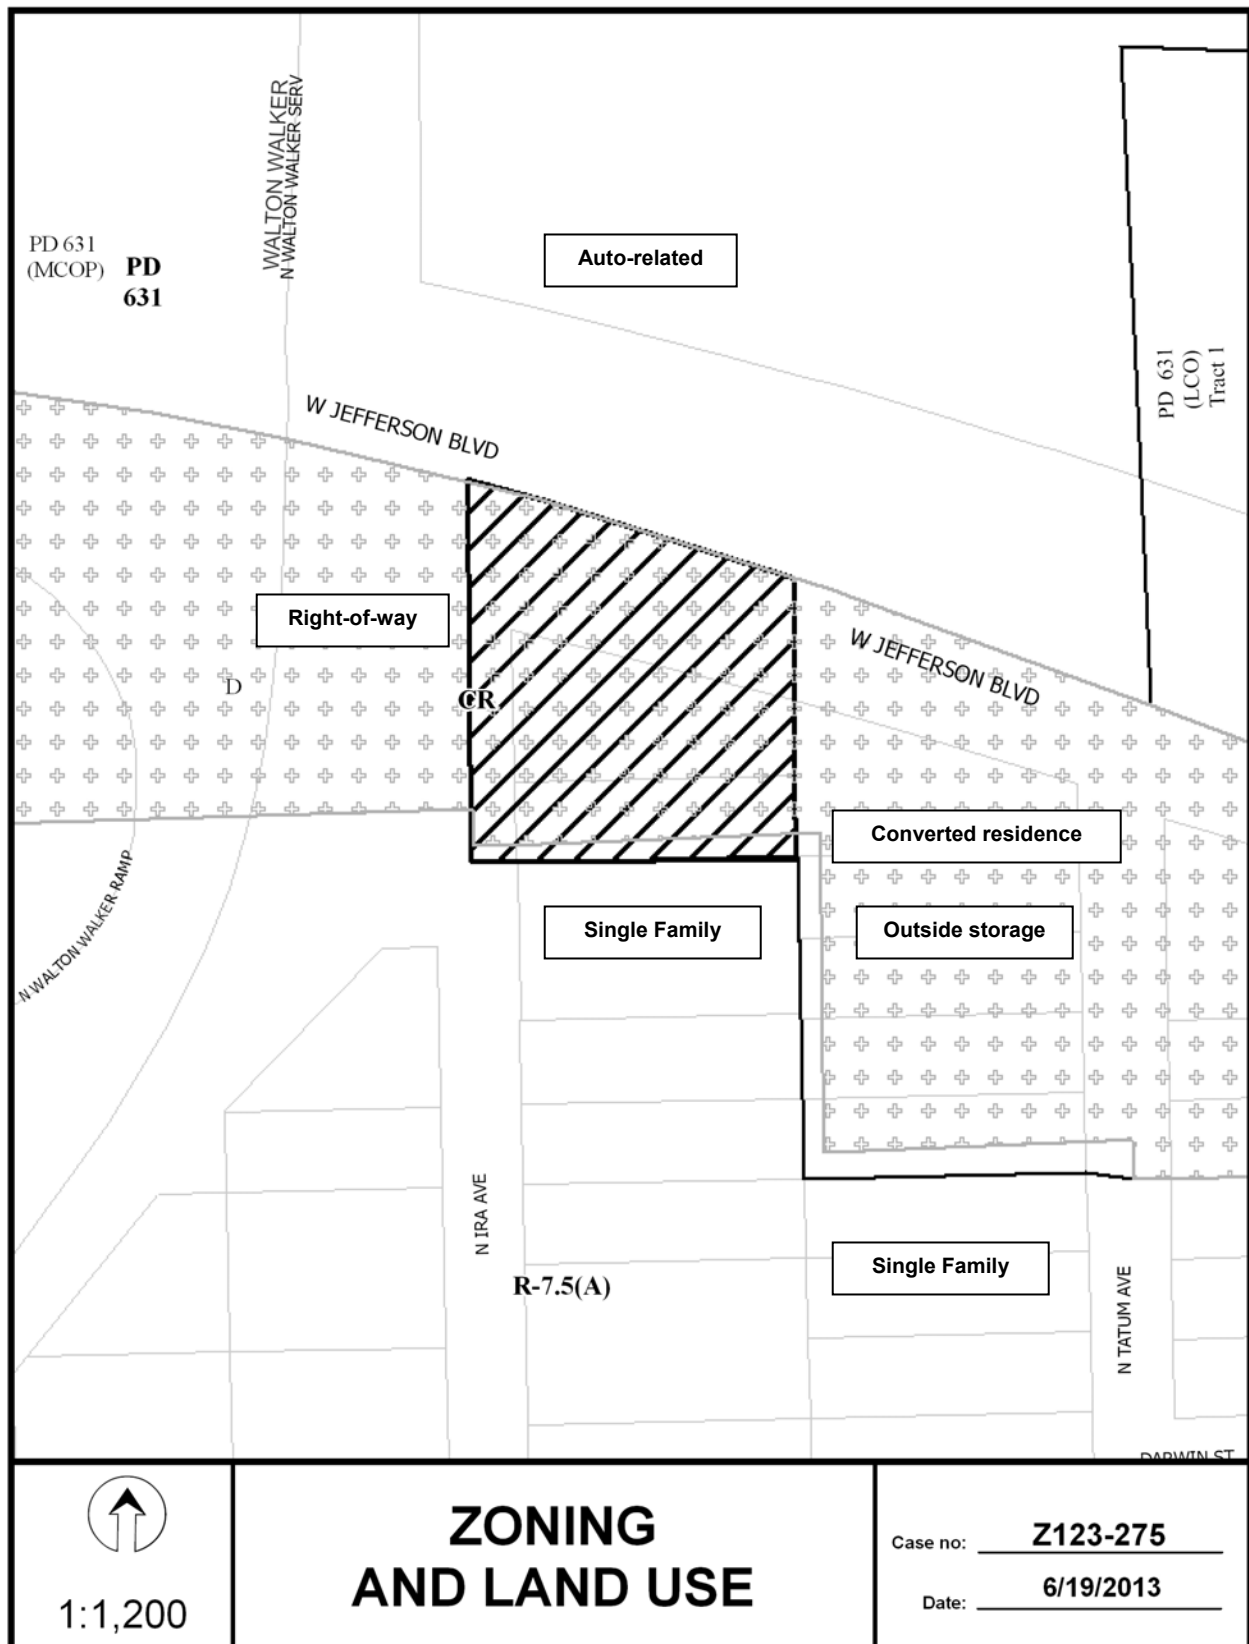 WALTON WALKER
N WALTON WALKER SERV
PD 631
(MCOP)
PD
631
Auto-related
PD 631
(LCO)
Tract 1
W JEFFERSON BLVD
Right-of-way
D
CR
W JEFFERSON BLVD
Converted residence
N WALTON WALKER RAMP
Single Family
Outside storage
N IRA AVE
R-7.5(A)
Single Family
N TATUM AVE
DARWIN ST
1:1,200
ZONING
AND LAND USE
Case no: Z123-275
Date: 6/19/2013